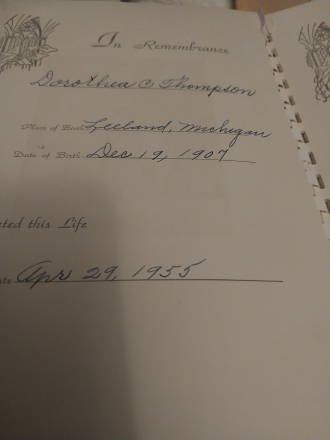 In Remembrance
Dorothea C Thompson
Place of Birth Leeland, Michigan
Date of Birth Dec 19, 1907
ted this Life
Apr 29, 1955